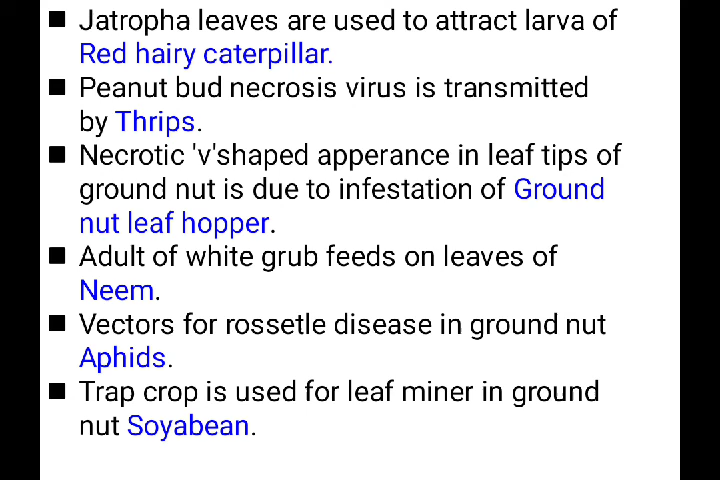 ■ Jatropha leaves are used to attract larva of
Red hairy caterpillar.
■ Peanut bud necrosis virus is transmitted
by Thrips.
■ Necrotic 'v'shaped apperance in leaf tips of
ground nut is due to infestation of Ground
nut leaf hopper.
■ Adult of white grub feeds on leaves of
Neem.
■ Vectors for rossetle disease in ground nut
Aphids.
■ Trap crop is used for leaf miner in ground
nut Soyabean.